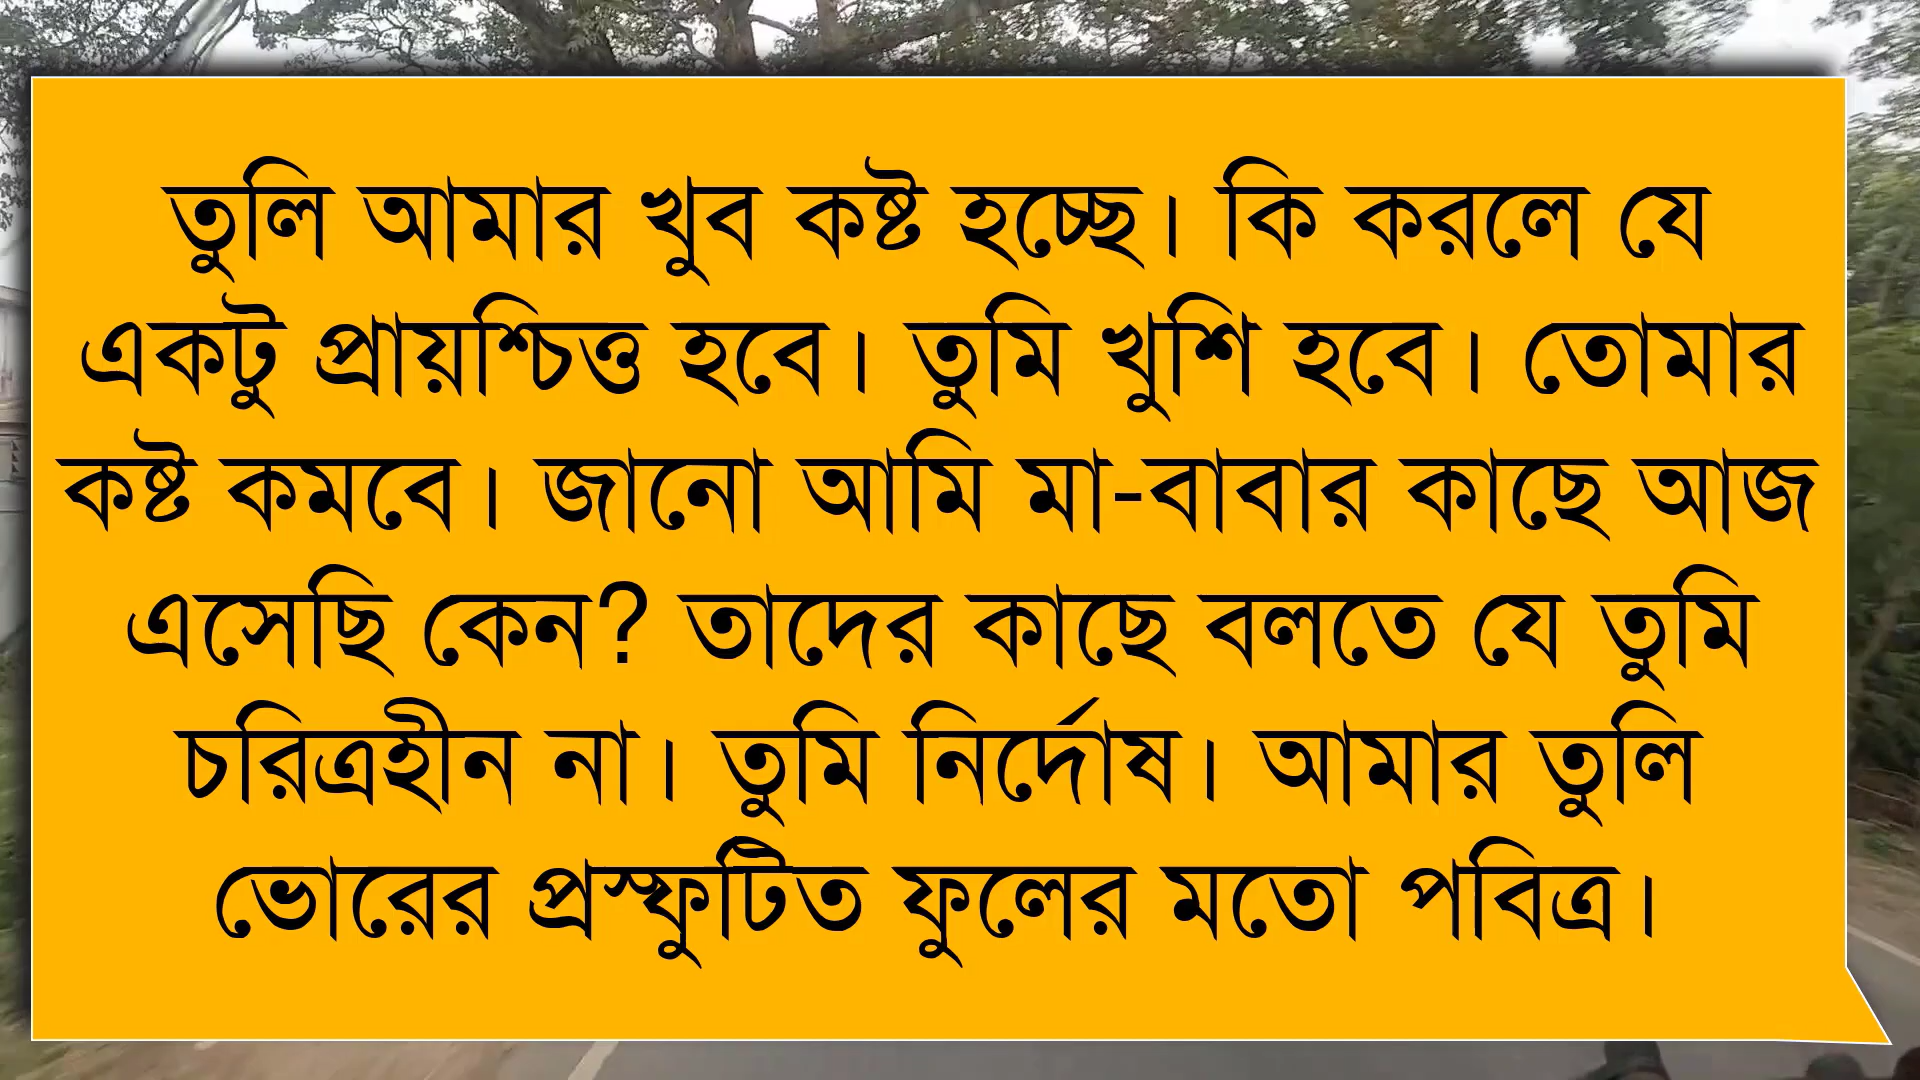 তুলি আমার খুব কষ্ট হচ্ছে। কি করলে যে
একটু প্রায়শ্চিত্ত হবে। তুমি খুশি হবে। তোমার
কষ্ট কমবে। জানো আমি মা-বাবার কাছে আজ
এসেছি কেন? তাদের কাছে বলতে যে তুমি
চরিত্রহীন না। তুমি নির্দোষ। আমার তুলি
ভোরের প্রস্ফুটিত ফুলের মতো পবিত্র।